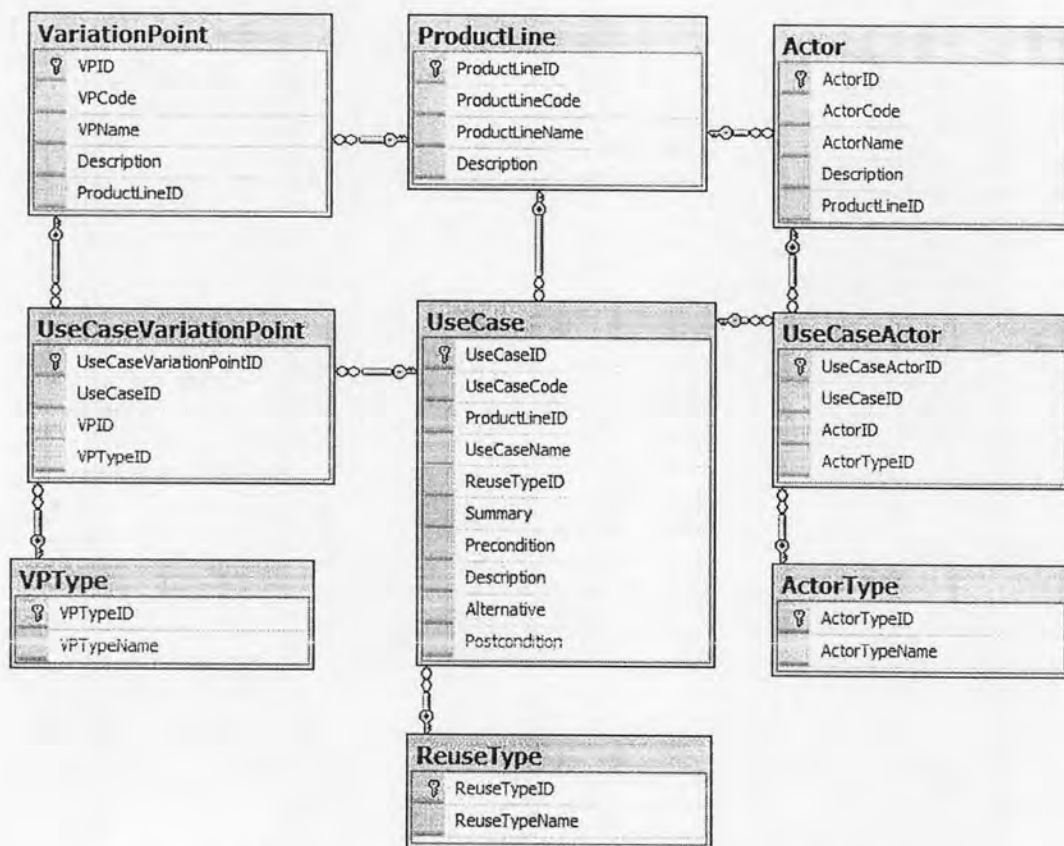 VariationPoint
VPID
VPCode
VPName
Description
ProductLineID
ProductLine
ProductLineID
ProductLineCode
ProductLineName
Description
Actor
ActorID
ActorCode
ActorName
Description
ProductLineID
UseCaseVariationPoint
UseCaseVariationPointID
UseCaseID
VPID
VPTypeID
UseCase
UseCaseID
UseCaseCode
ProductLineID
UseCaseName
ReuseTypeID
Summary
Precondition
Description
Alternative
Postcondition
UseCaseActor
UseCaseActorID
UseCaseID
ActorID
ActorTypeID
VPType
VPTypeID
VPTypeName
ActorType
ActorTypeID
ActorTypeName
ReuseType
ReuseTypeID
ReuseTypeName